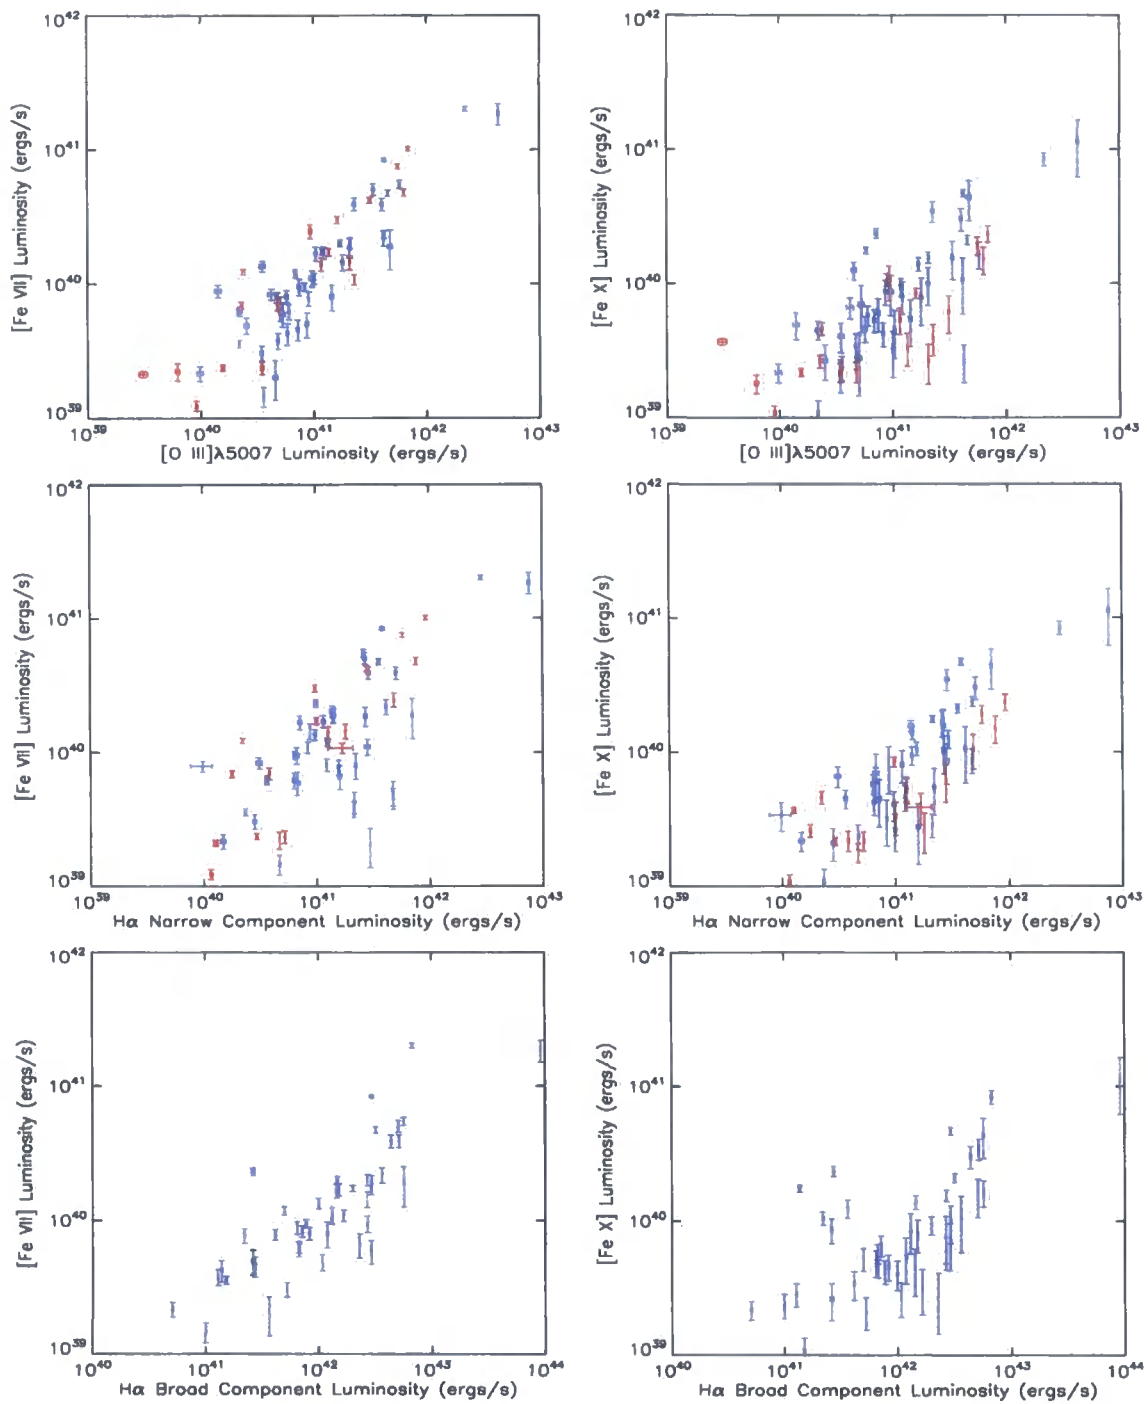 10^42
10^41
10^40
10^39
[Fe VII] Luminosity (ergs/s)
10^39 10^40 10^41 10^42 10^43
[O III]λ5007 Luminosity (ergs/s)
10^42
10^41
10^40
10^39
[Fe X] Luminosity (ergs/s)
10^39 10^40 10^41 10^42 10^43
[O III]λ5007 Luminosity (ergs/s)
10^42
10^41
10^40
10^39
[Fe VII] Luminosity (ergs/s)
10^39 10^40 10^41 10^42 10^43
Hα Narrow Component Luminosity (ergs/s)
10^42
10^41
10^40
10^39
[Fe X] Luminosity (ergs/s)
10^39 10^40 10^41 10^42 10^43
Hα Narrow Component Luminosity (ergs/s)
10^42
10^41
10^40
10^39
[Fe VII] Luminosity (ergs/s)
10^40 10^41 10^42 10^43 10^44
Hα Broad Component Luminosity (ergs/s)
10^42
10^41
10^40
10^39
[Fe X] Luminosity (ergs/s)
10^40 10^41 10^42 10^43 10^44
Hα Broad Component Luminosity (ergs/s)